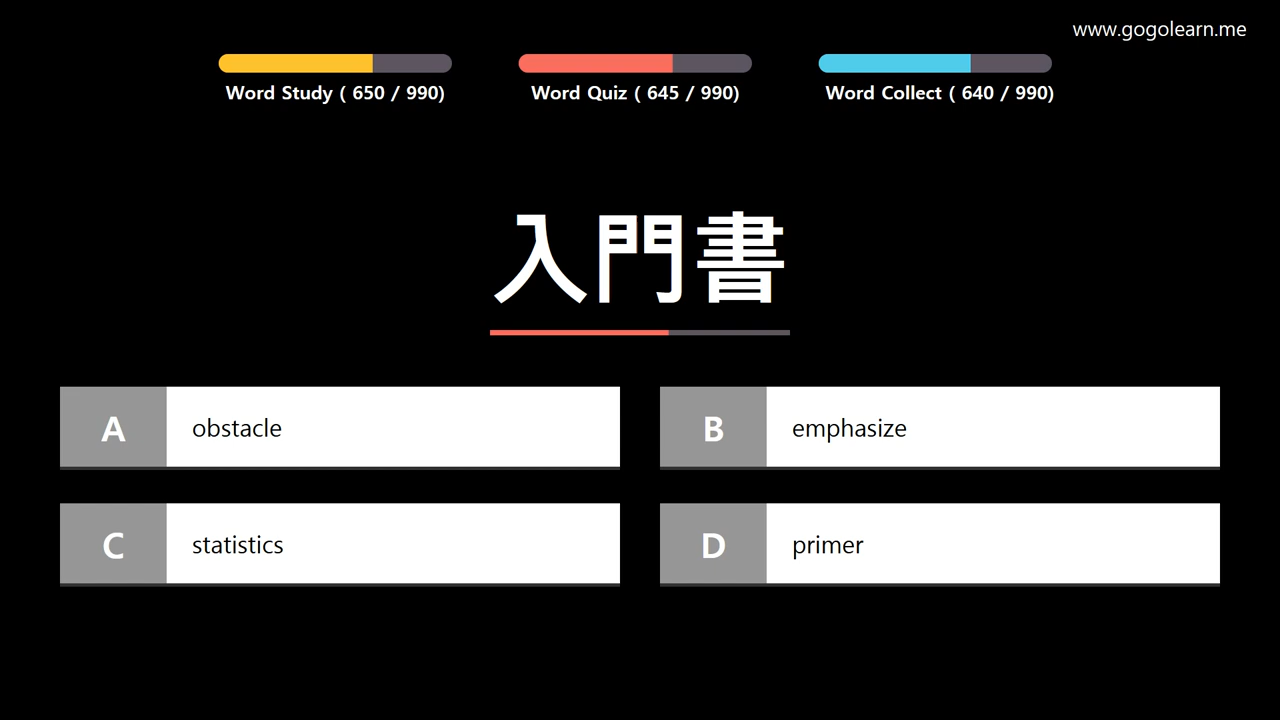 www.gogolearn.me
Word Study ( 650 / 990)
Word Quiz ( 645 / 990)
Word Collect ( 640 / 990)
入門書
A obstacle
B emphasize
C statistics
D primer